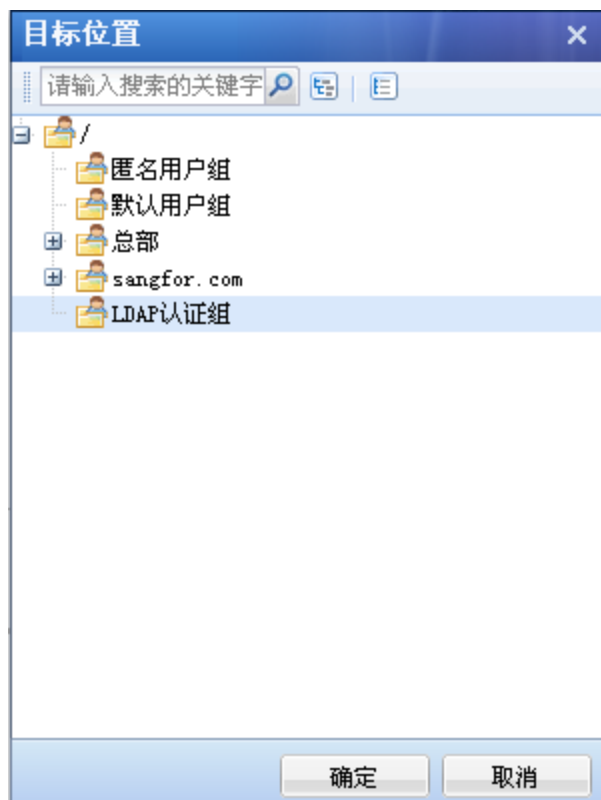 目标位置
请输入搜索的关键字
/
匿名用户组
默认用户组
总部
sangfor.com
LDAP认证组
确定
取消